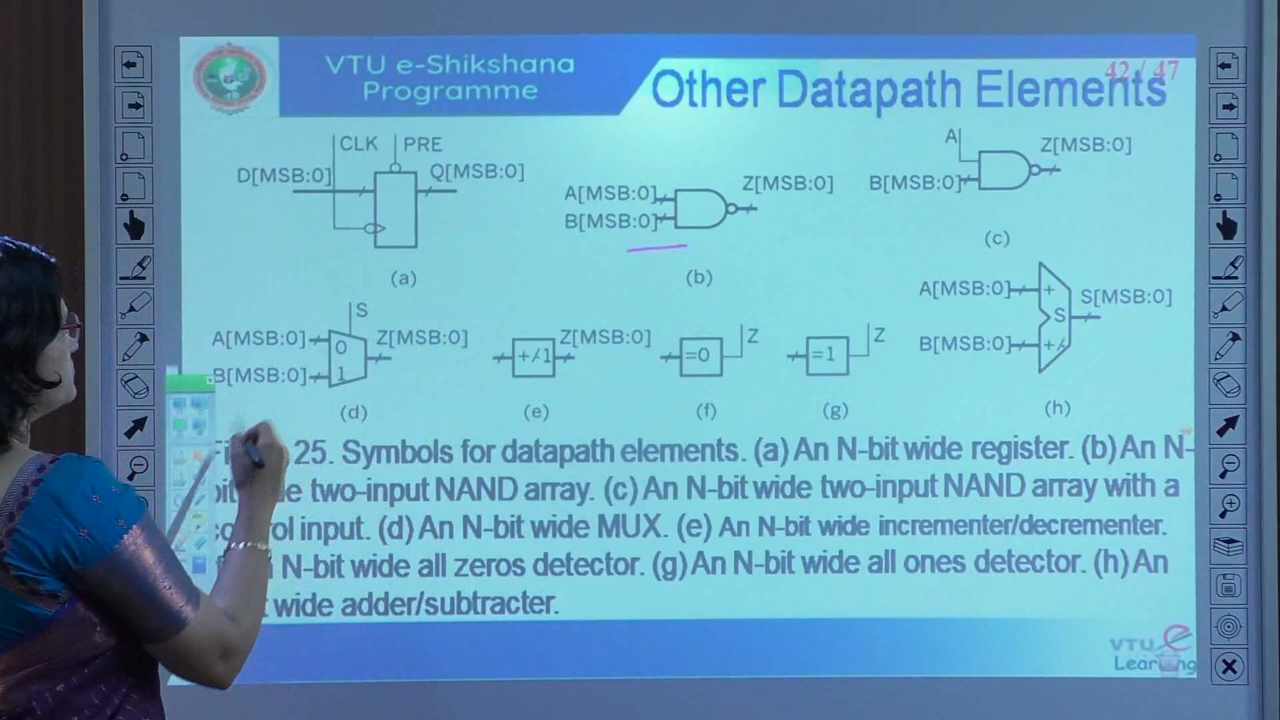 VTU e-Shikshana
Programme
Other Datapath Elements
42 / 47
CLK PRE
D[MSB:0] Q[MSB:0]
(a)
A[MSB:0] Z[MSB:0]
B[MSB:0]
(b)
A Z[MSB:0]
B[MSB:0]
(c)
S
A[MSB:0] 0 Z[MSB:0]
B[MSB:0] 1
(d)
+/1 Z[MSB:0]
(e)
=0 Z
(f)
=1 Z
(g)
A[MSB:0] + S[MSB:0]
S
B[MSB:0] +/
(h)
25. Symbols for datapath elements. (a) An N-bit wide register. (b) An N-
two-input NAND array. (c) An N-bit wide two-input NAND array with a
input. (d) An N-bit wide MUX. (e) An N-bit wide incrementer/decrementer.
N-bit wide all zeros detector. (g) An N-bit wide all ones detector. (h) An
wide adder/subtracter.
VTU e
Learning